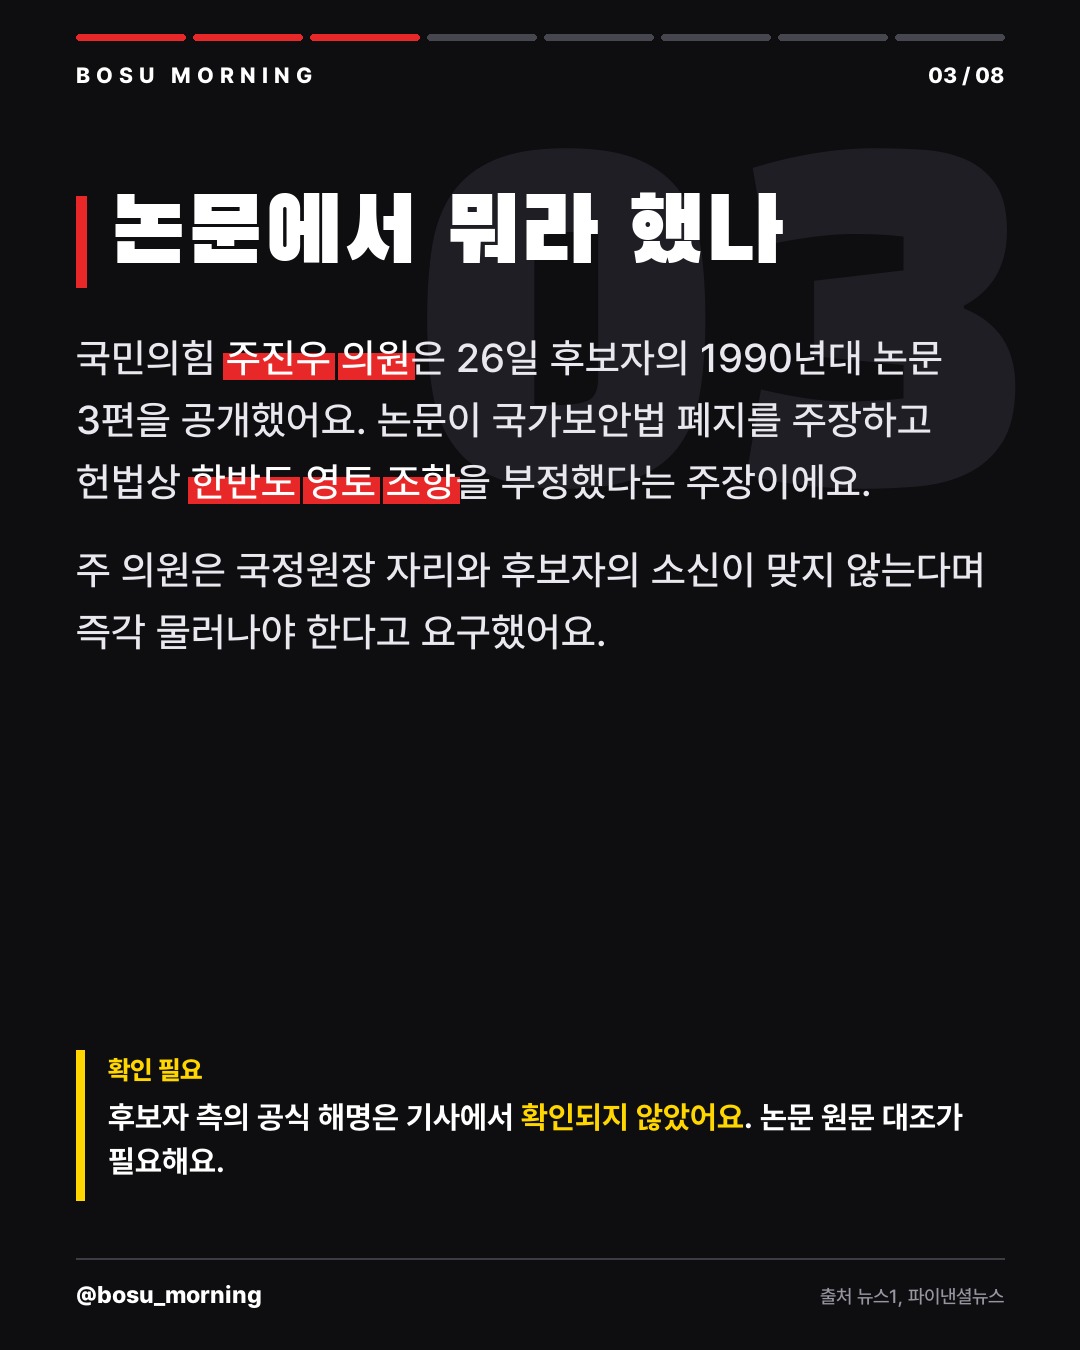 BOSU MORNING
03 / 08
03
논문에서 뭐라 했나
국민의힘 주진우 의원은 26일 후보자의 1990년대 논문
3편을 공개했어요. 논문이 국가보안법 폐지를 주장하고
헌법상 한반도 영토 조항을 부정했다는 주장이에요.
주 의원은 국정원장 자리와 후보자의 소신이 맞지 않는다며
즉각 물러나야 한다고 요구했어요.
확인 필요
후보자 측의 공식 해명은 기사에서 확인되지 않았어요. 논문 원문 대조가
필요해요.
@bosu_morning
출처 뉴스1, 파이낸셜뉴스